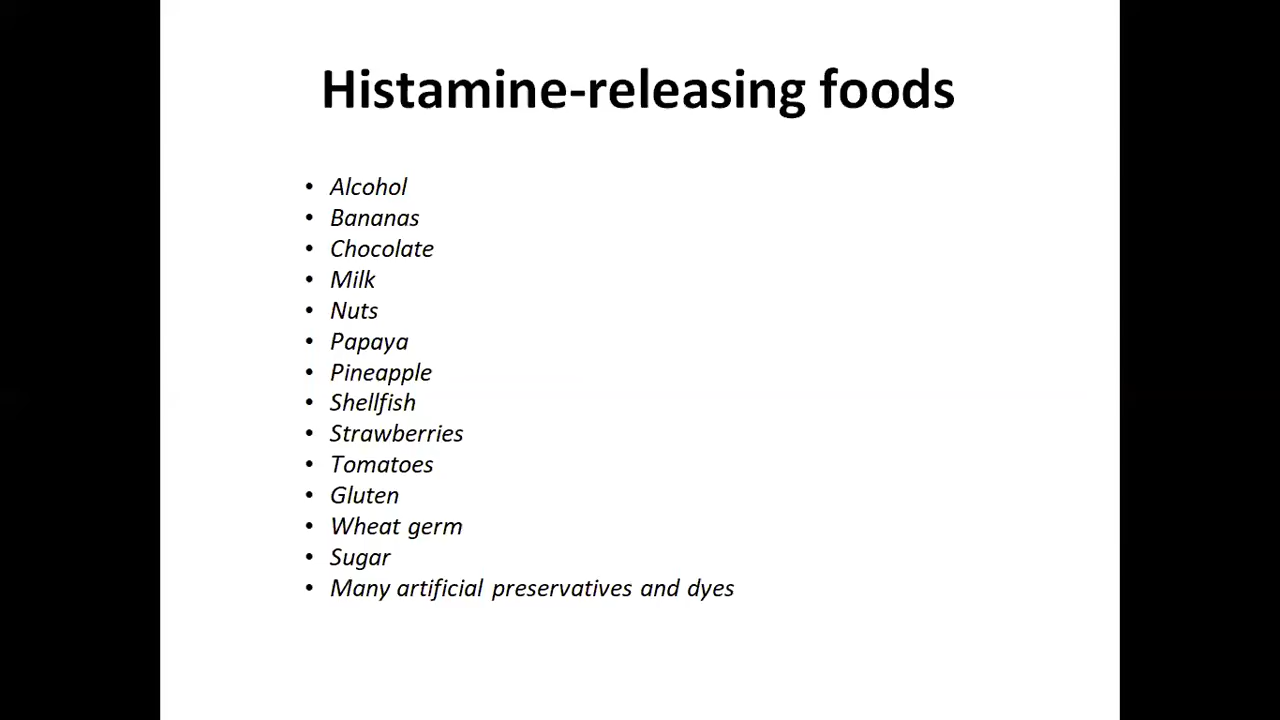 Histamine-releasing foods
• Alcohol
• Bananas
• Chocolate
• Milk
• Nuts
• Papaya
• Pineapple
• Shellfish
• Strawberries
• Tomatoes
• Gluten
• Wheat germ
• Sugar
• Many artificial preservatives and dyes